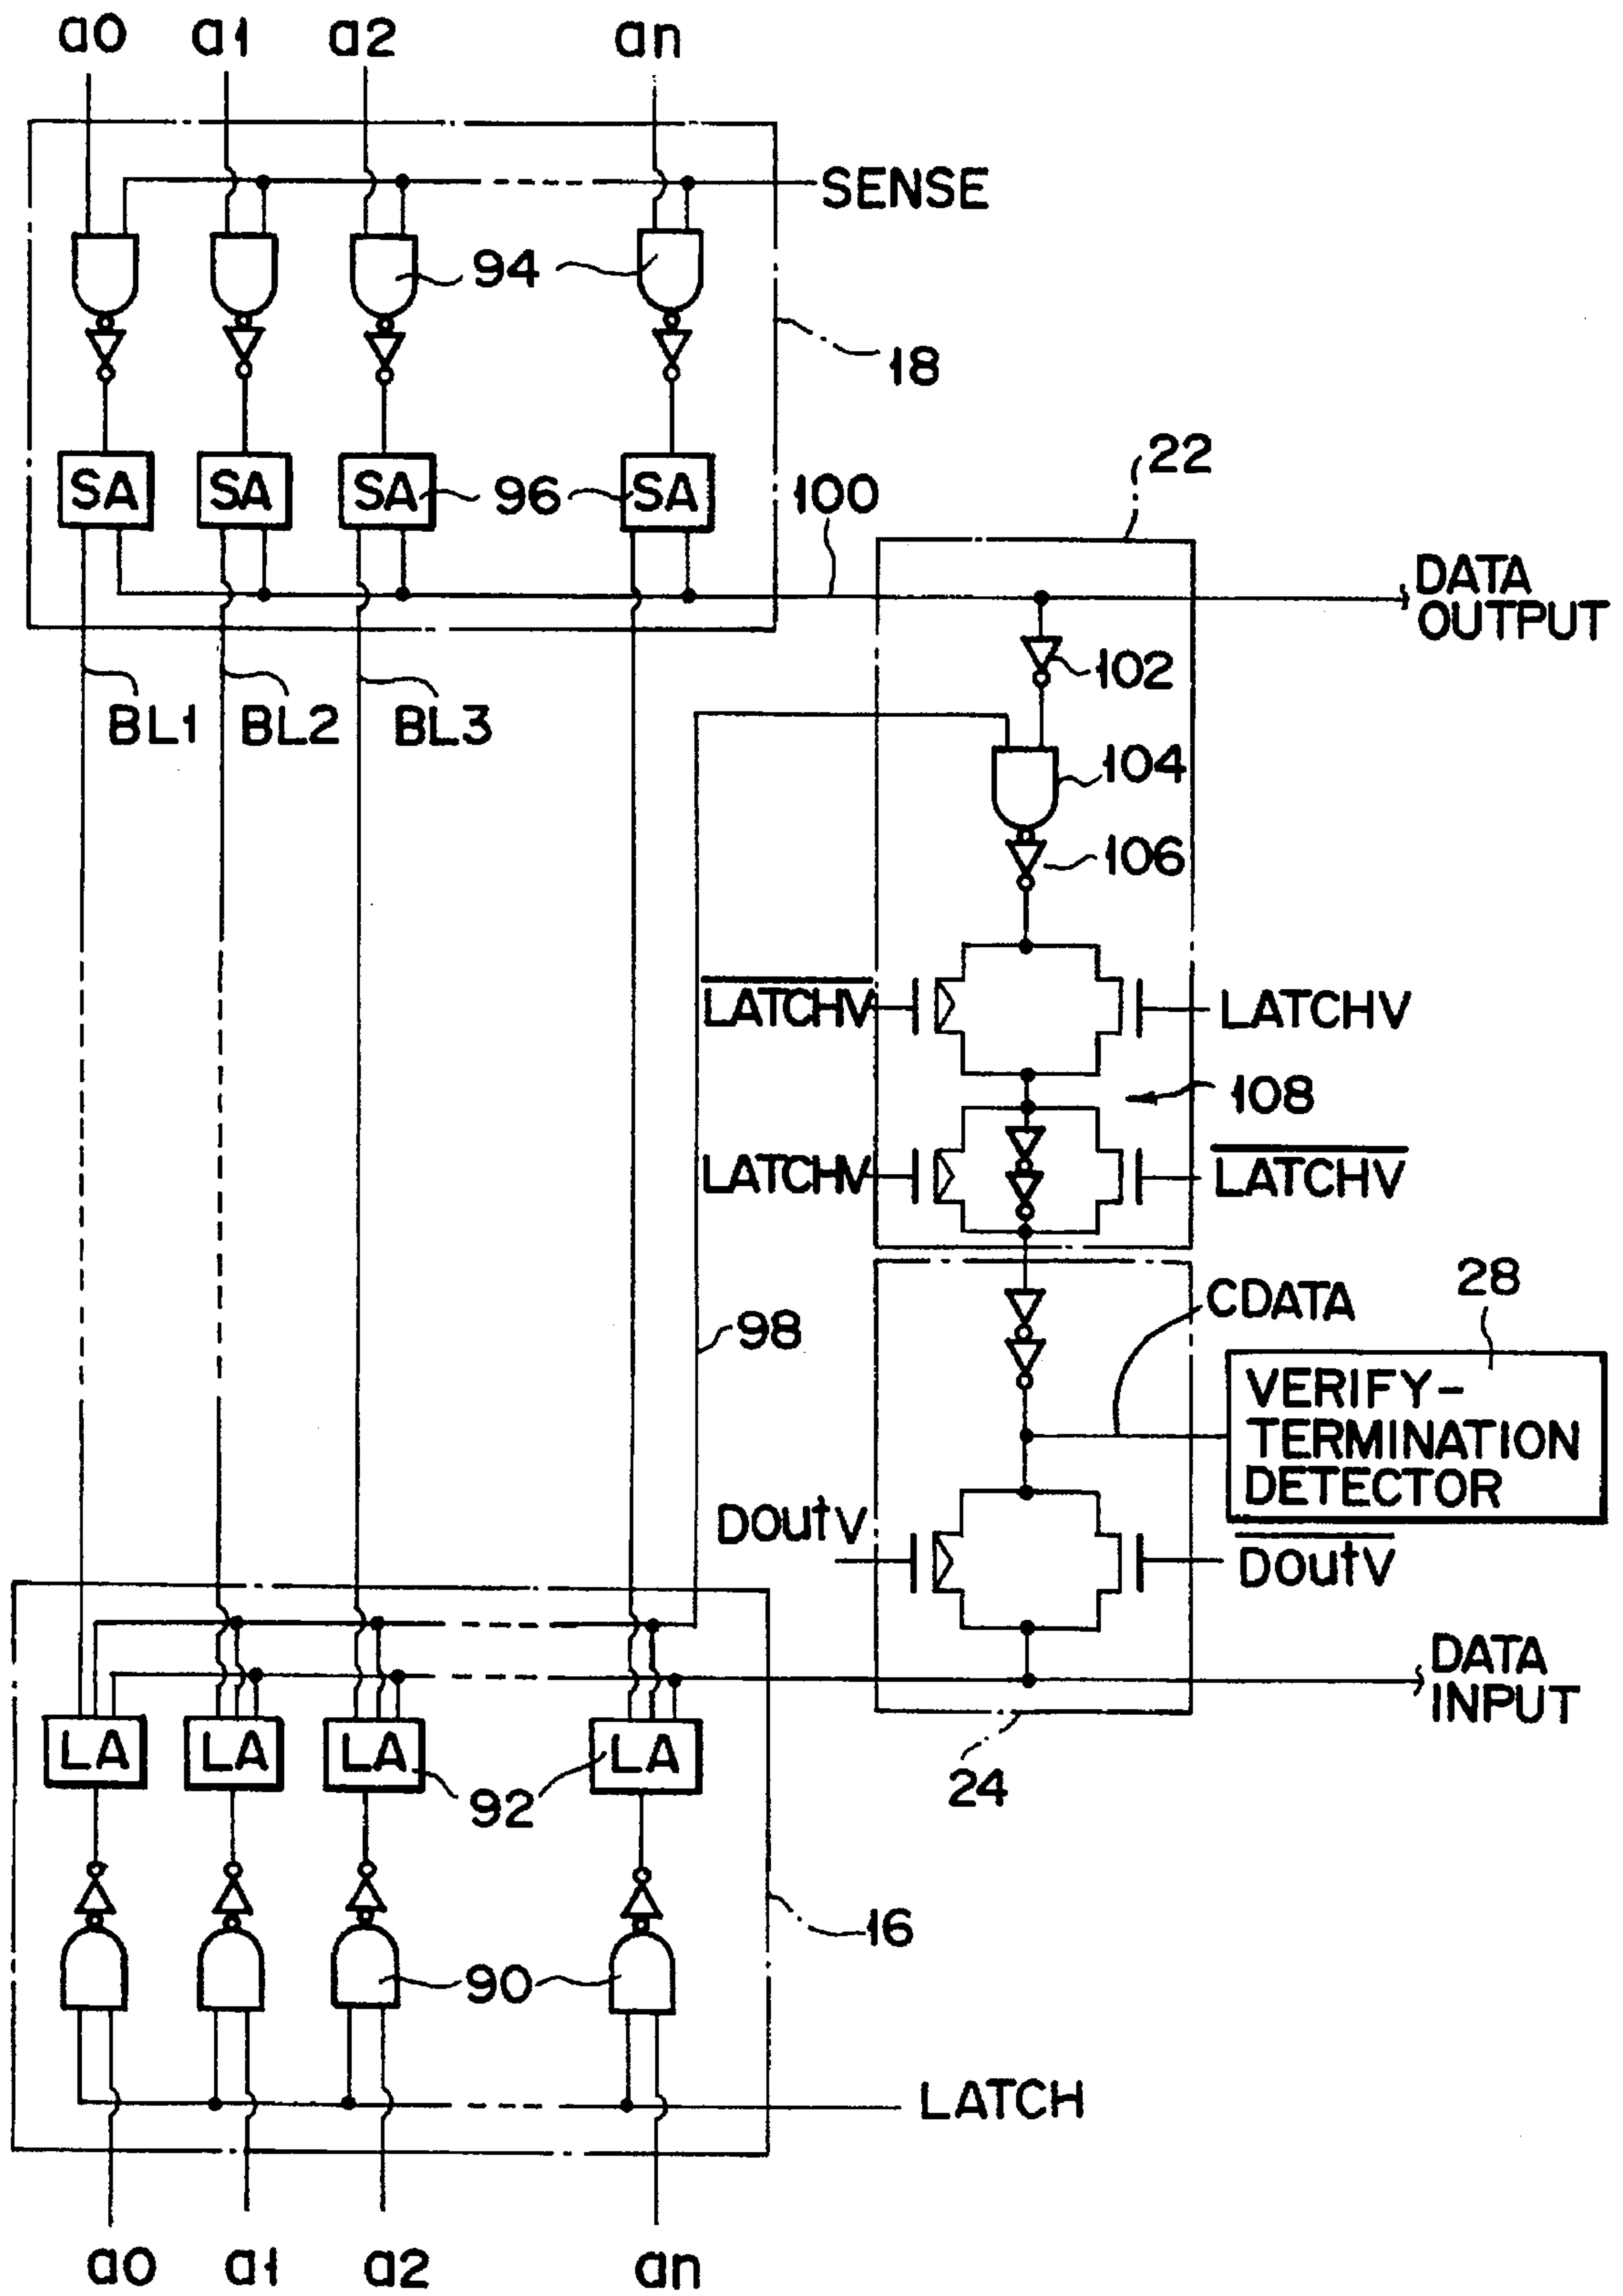 a0 a1 a2 an
SENSE
94
18
22
SA SA SA 96 SA 100
DATA
OUTPUT
102
BL1 BL2 BL3
104
106
LATCHV LATCHV
108
LATCHV LATCHV
28
CDATA
98
VERIFY-
TERMINATION
DETECTOR
DoutV DoutV
DATA
INPUT
LA LA LA LA
92
24
16
90
LATCH
a0 a1 a2 an